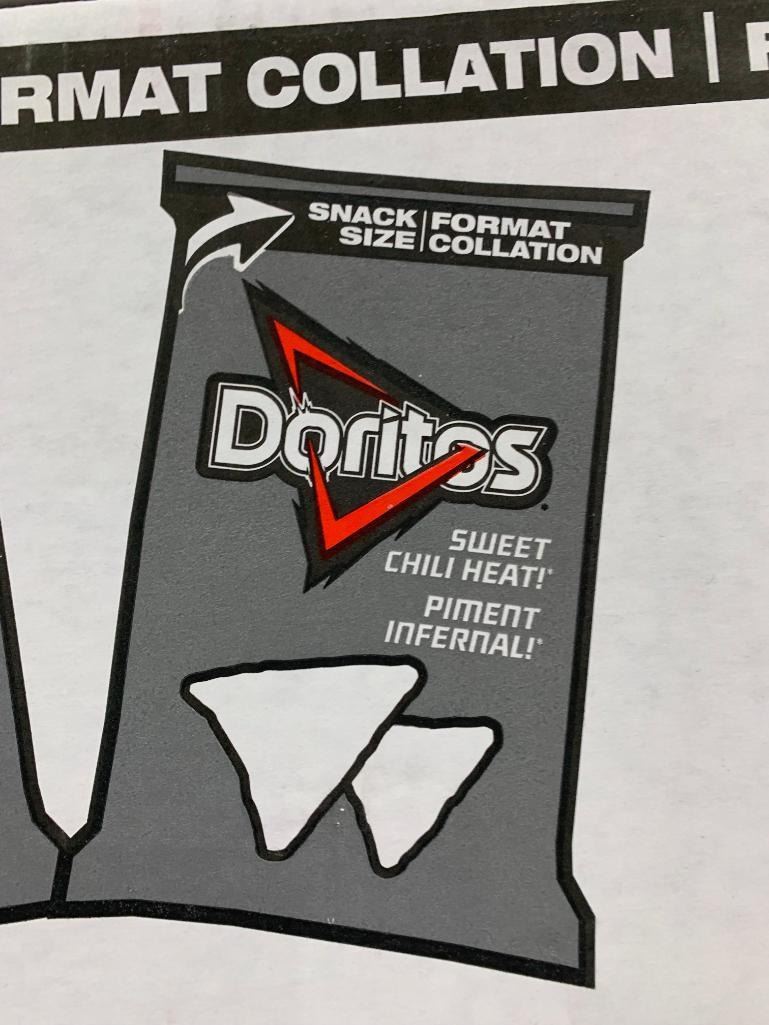 RMAT COLLATION |
SNACK | FORMAT
SIZE | COLLATION
Doritos
SWEET
CHILI HEAT!*
PIMENT
INFERNAL!*